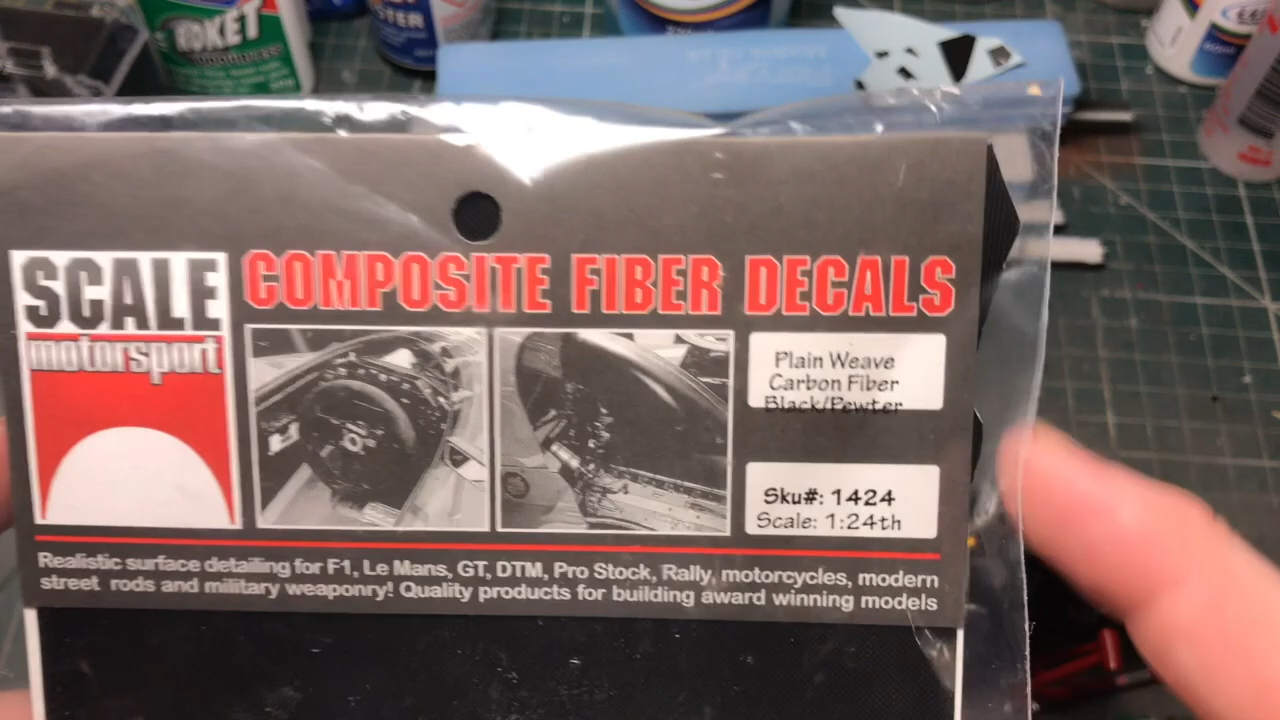 ROKET
SCALE
motorsport
COMPOSITE FIBER DECALS
Plain Weave
Carbon Fiber
Black/Pewter
Sku#: 1424
Scale: 1:24th
Realistic surface detailing for F1, Le Mans, GT, DTM, Pro Stock, Rally, motorcycles, modern
street rods and military weaponry! Quality products for building award winning models